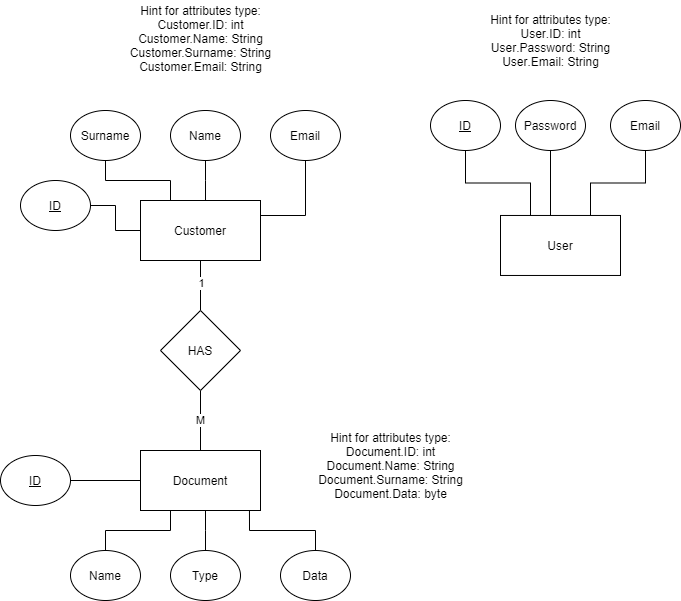 Hint for attributes type:
Customer.ID: int
Customer.Name: String
Customer.Surname: String
Customer.Email: String
Hint for attributes type:
User.ID: int
User.Password: String
User.Email: String
Surname
Name
Email
ID
Password
Email
ID
Customer
User
1
HAS
M
Hint for attributes type:
Document.ID: int
Document.Name: String
Document.Surname: String
Document.Data: byte
ID
Document
Name
Type
Data